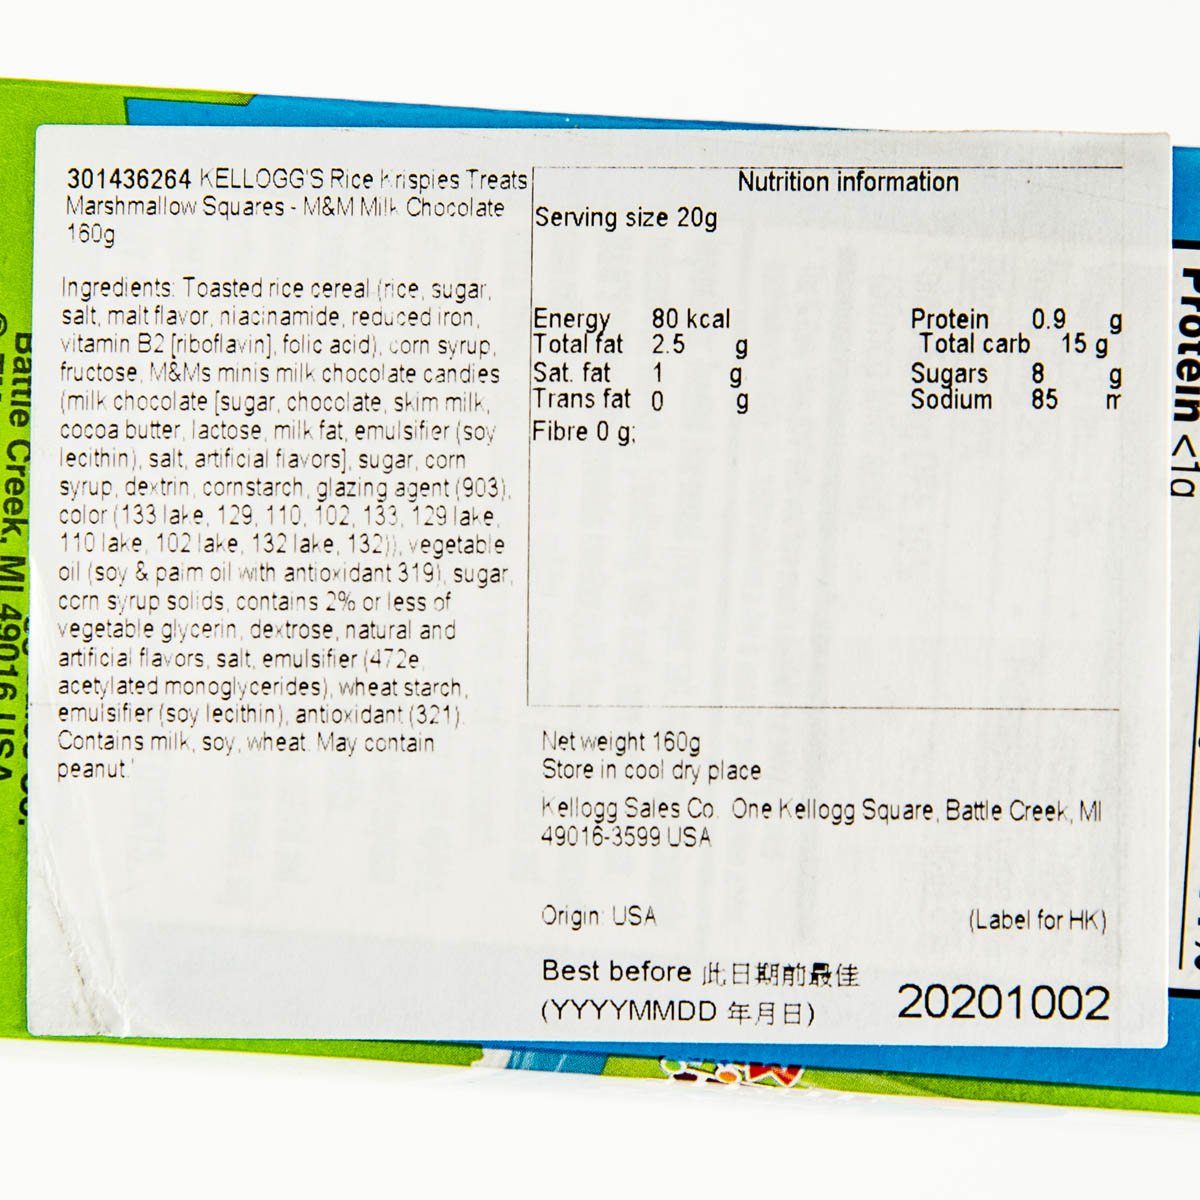 301436264 KELLOGG'S Rice Krispies Treats
Marshmallow Squares - M&M Milk Chocolate
160g
Ingredients: Toasted rice cereal (rice, sugar,
salt, malt flavor, niacinamide, reduced iron,
vitamin B2 [riboflavin], folic acid), corn syrup,
fructose, M&Ms minis milk chocolate candies
(milk chocolate [sugar, chocolate, skim milk,
cocoa butter, lactose, milk fat, emulsifier (soy
lecithin), salt, artificial flavors], sugar, corn
syrup, dextrin, cornstarch, glazing agent (903),
color (133 lake, 129, 110, 102, 133, 129 lake,
110 lake, 102 lake, 132 lake, 132)), vegetable
oil (soy & palm oil with antioxidant 319), sugar,
corn syrup solids, contains 2% or less of
vegetable glycerin, dextrose, natural and
artificial flavors, salt, emulsifier (472e,
acetylated monoglycerides), wheat starch,
emulsifier (soy lecithin), antioxidant (321).
Contains milk, soy, wheat. May contain
peanut.'
Nutrition information
Serving size 20g
Energy 80 kcal Protein 0.9 g
Total fat 2.5 g Total carb 15 g
Sat. fat 1 g Sugars 8 g
Trans fat 0 g Sodium 85 m
Fibre 0 g;
Net weight 160g
Store in cool dry place
Kellogg Sales Co. One Kellogg Square, Battle Creek, MI
49016-3599 USA
Origin: USA (Label for HK)
Best before 此日期前最佳
(YYYYMMDD 年月日) 20201002
Protein <1g
Battle Creek, MI 49016 USA